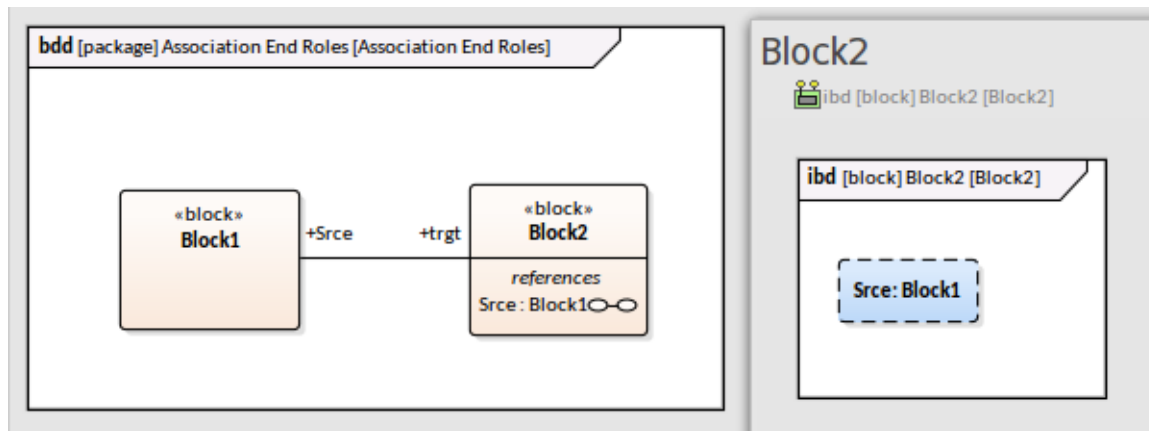 bdd [package] Association End Roles [Association End Roles]
«block»
Block1
+Srce
+trgt
«block»
Block2
references
Srce : Block1
Block2
ibd [block] Block2 [Block2]
ibd [block] Block2 [Block2]
Srce: Block1